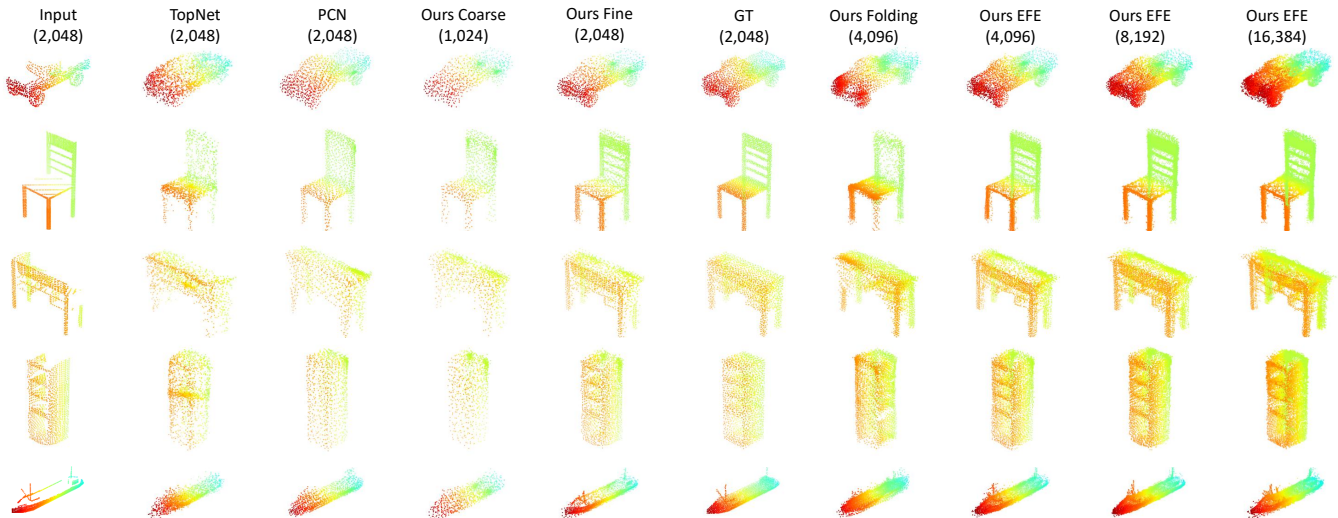 Input TopNet PCN Ours Coarse Ours Fine GT Ours Folding Ours EFE Ours EFE Ours EFE
(2,048) (2,048) (2,048) (1,024) (2,048) (2,048) (4,096) (4,096) (8,192) (16,384)